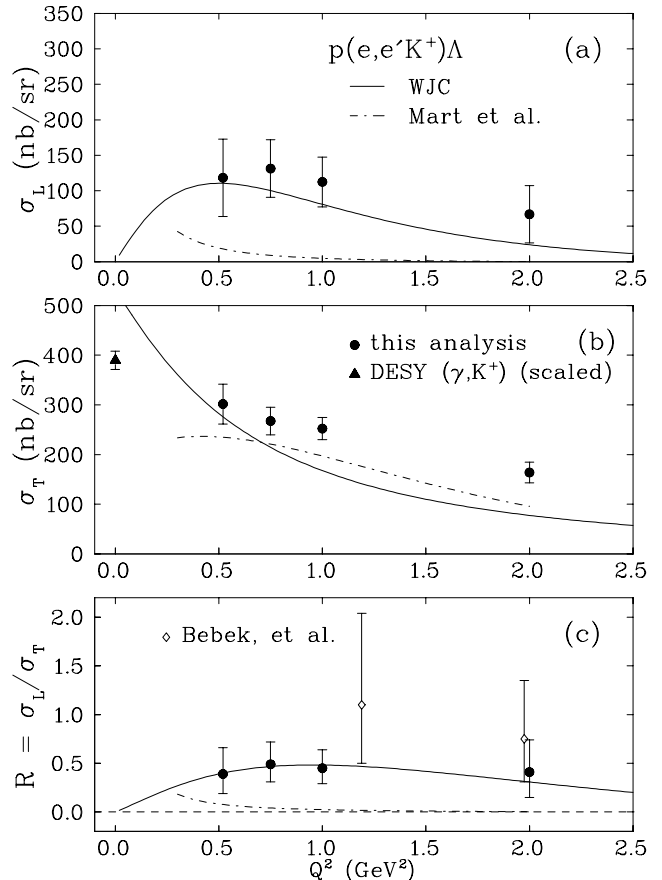 350
300
250
200
150
100
50
0
σL (nb/sr)
p(e,e′K+)Λ
(a)
WJC
Mart et al.
0.0 0.5 1.0 1.5 2.0 2.5
500
400
300
200
100
0
σT (nb/sr)
(b)
this analysis
DESY (γ,K+) (scaled)
0.0 0.5 1.0 1.5 2.0 2.5
2.0
1.5
1.0
0.5
0.0
R = σL/σT
Bebek, et al.
(c)
0.0 0.5 1.0 1.5 2.0 2.5
Q² (GeV²)